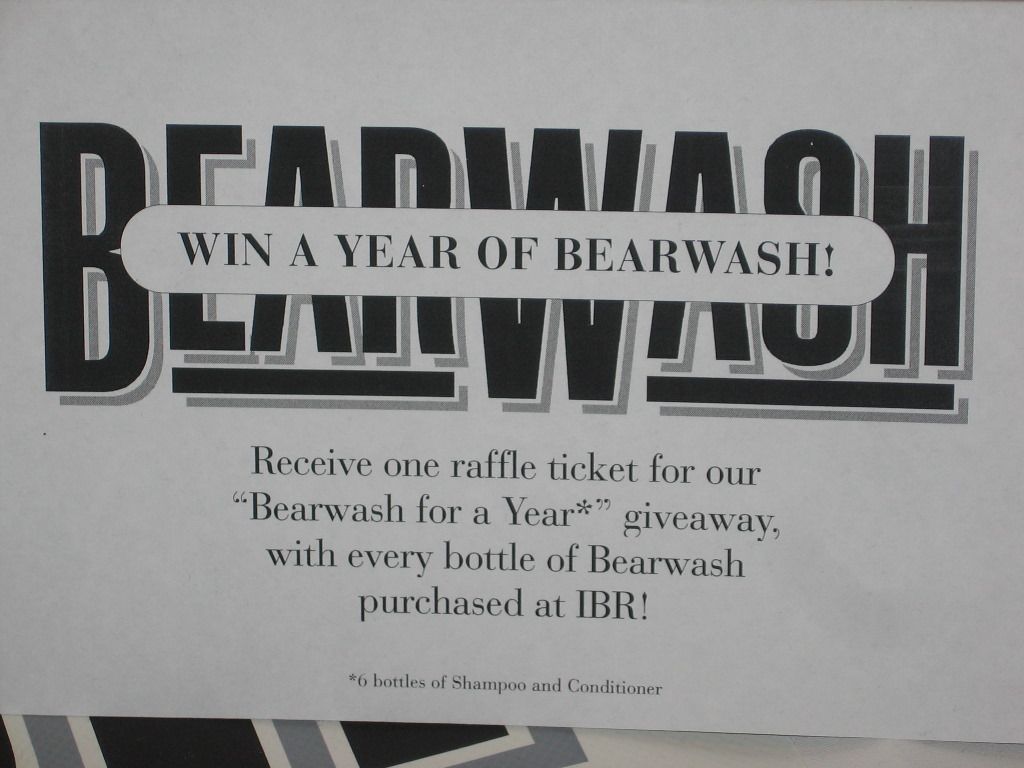 BEARWASH
WIN A YEAR OF BEARWASH!
Receive one raffle ticket for our
“Bearwash for a Year*” giveaway,
with every bottle of Bearwash
purchased at IBR!
*6 bottles of Shampoo and Conditioner